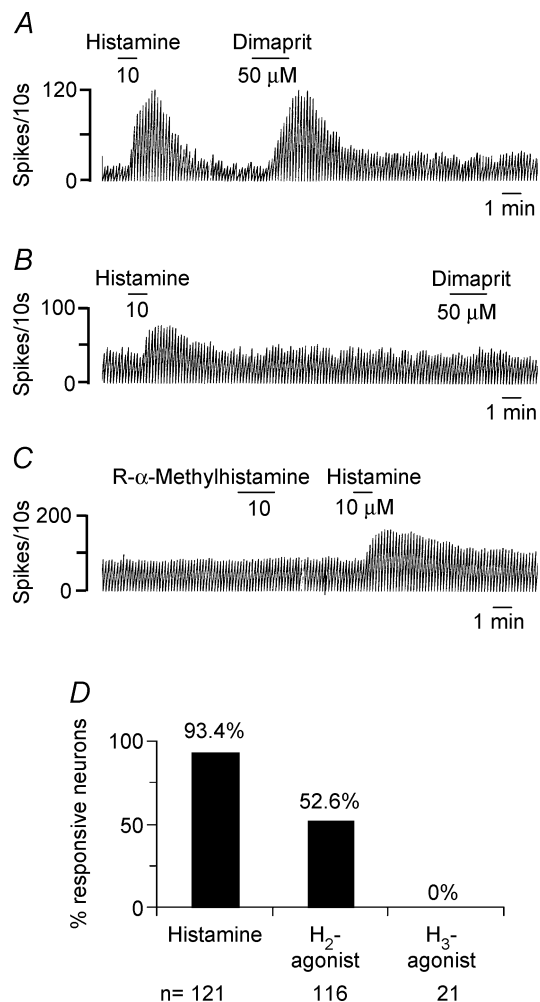 A
Histamine Dimaprit
10 50 μM
120
0
Spikes/10s
1 min
B
Histamine Dimaprit
10 50 μM
100
0
Spikes/10s
1 min
C
R-α-Methylhistamine Histamine
10 10 μM
200
100
0
Spikes/10s
1 min
D
% responsive neurons
100
50
0
93.4%
52.6%
0%
Histamine H2- H3-
agonist agonist
n= 121 116 21